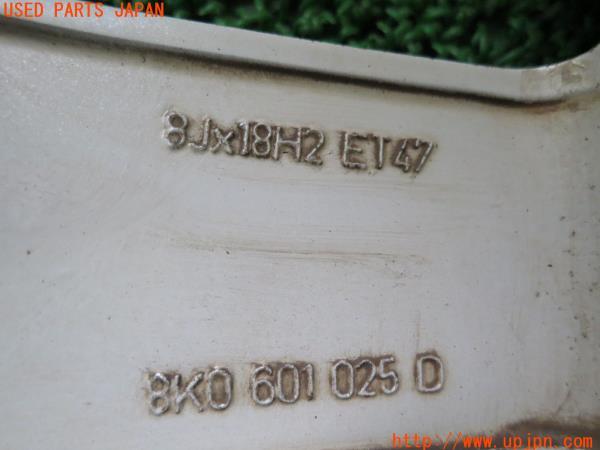 USED PARTS JAPAN
8Jx18H2 ET47
8K0 601 025 D
http://www.upjpn.com/